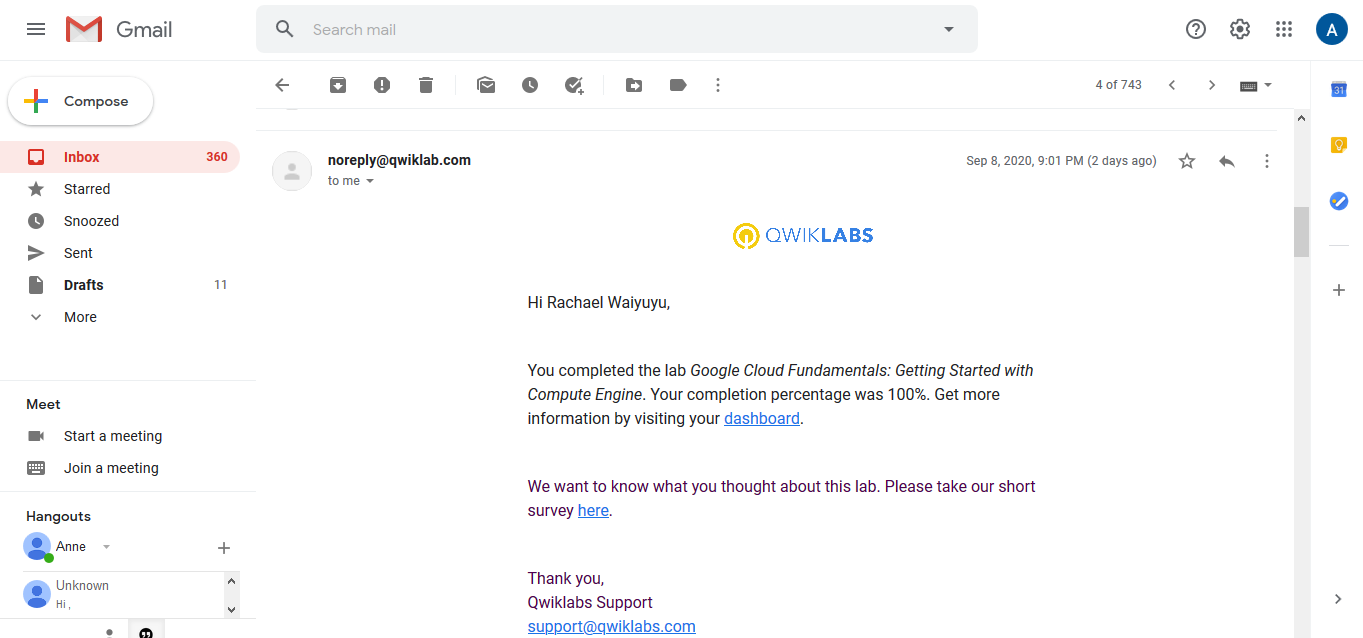 Gmail
Search mail
A
Compose
4 of 743
31
Inbox 360
Starred
Snoozed
Sent
Drafts 11
More
noreply@qwiklab.com
Sep 8, 2020, 9:01 PM (2 days ago)
to me
QWIKLABS
Hi Rachael Waiyuyu,
You completed the lab Google Cloud Fundamentals: Getting Started with
Compute Engine. Your completion percentage was 100%. Get more
information by visiting your dashboard.
We want to know what you thought about this lab. Please take our short
survey here.
Thank you,
Qwiklabs Support
support@qwiklabs.com
Meet
Start a meeting
Join a meeting
Hangouts
Anne
Unknown
Hi ,